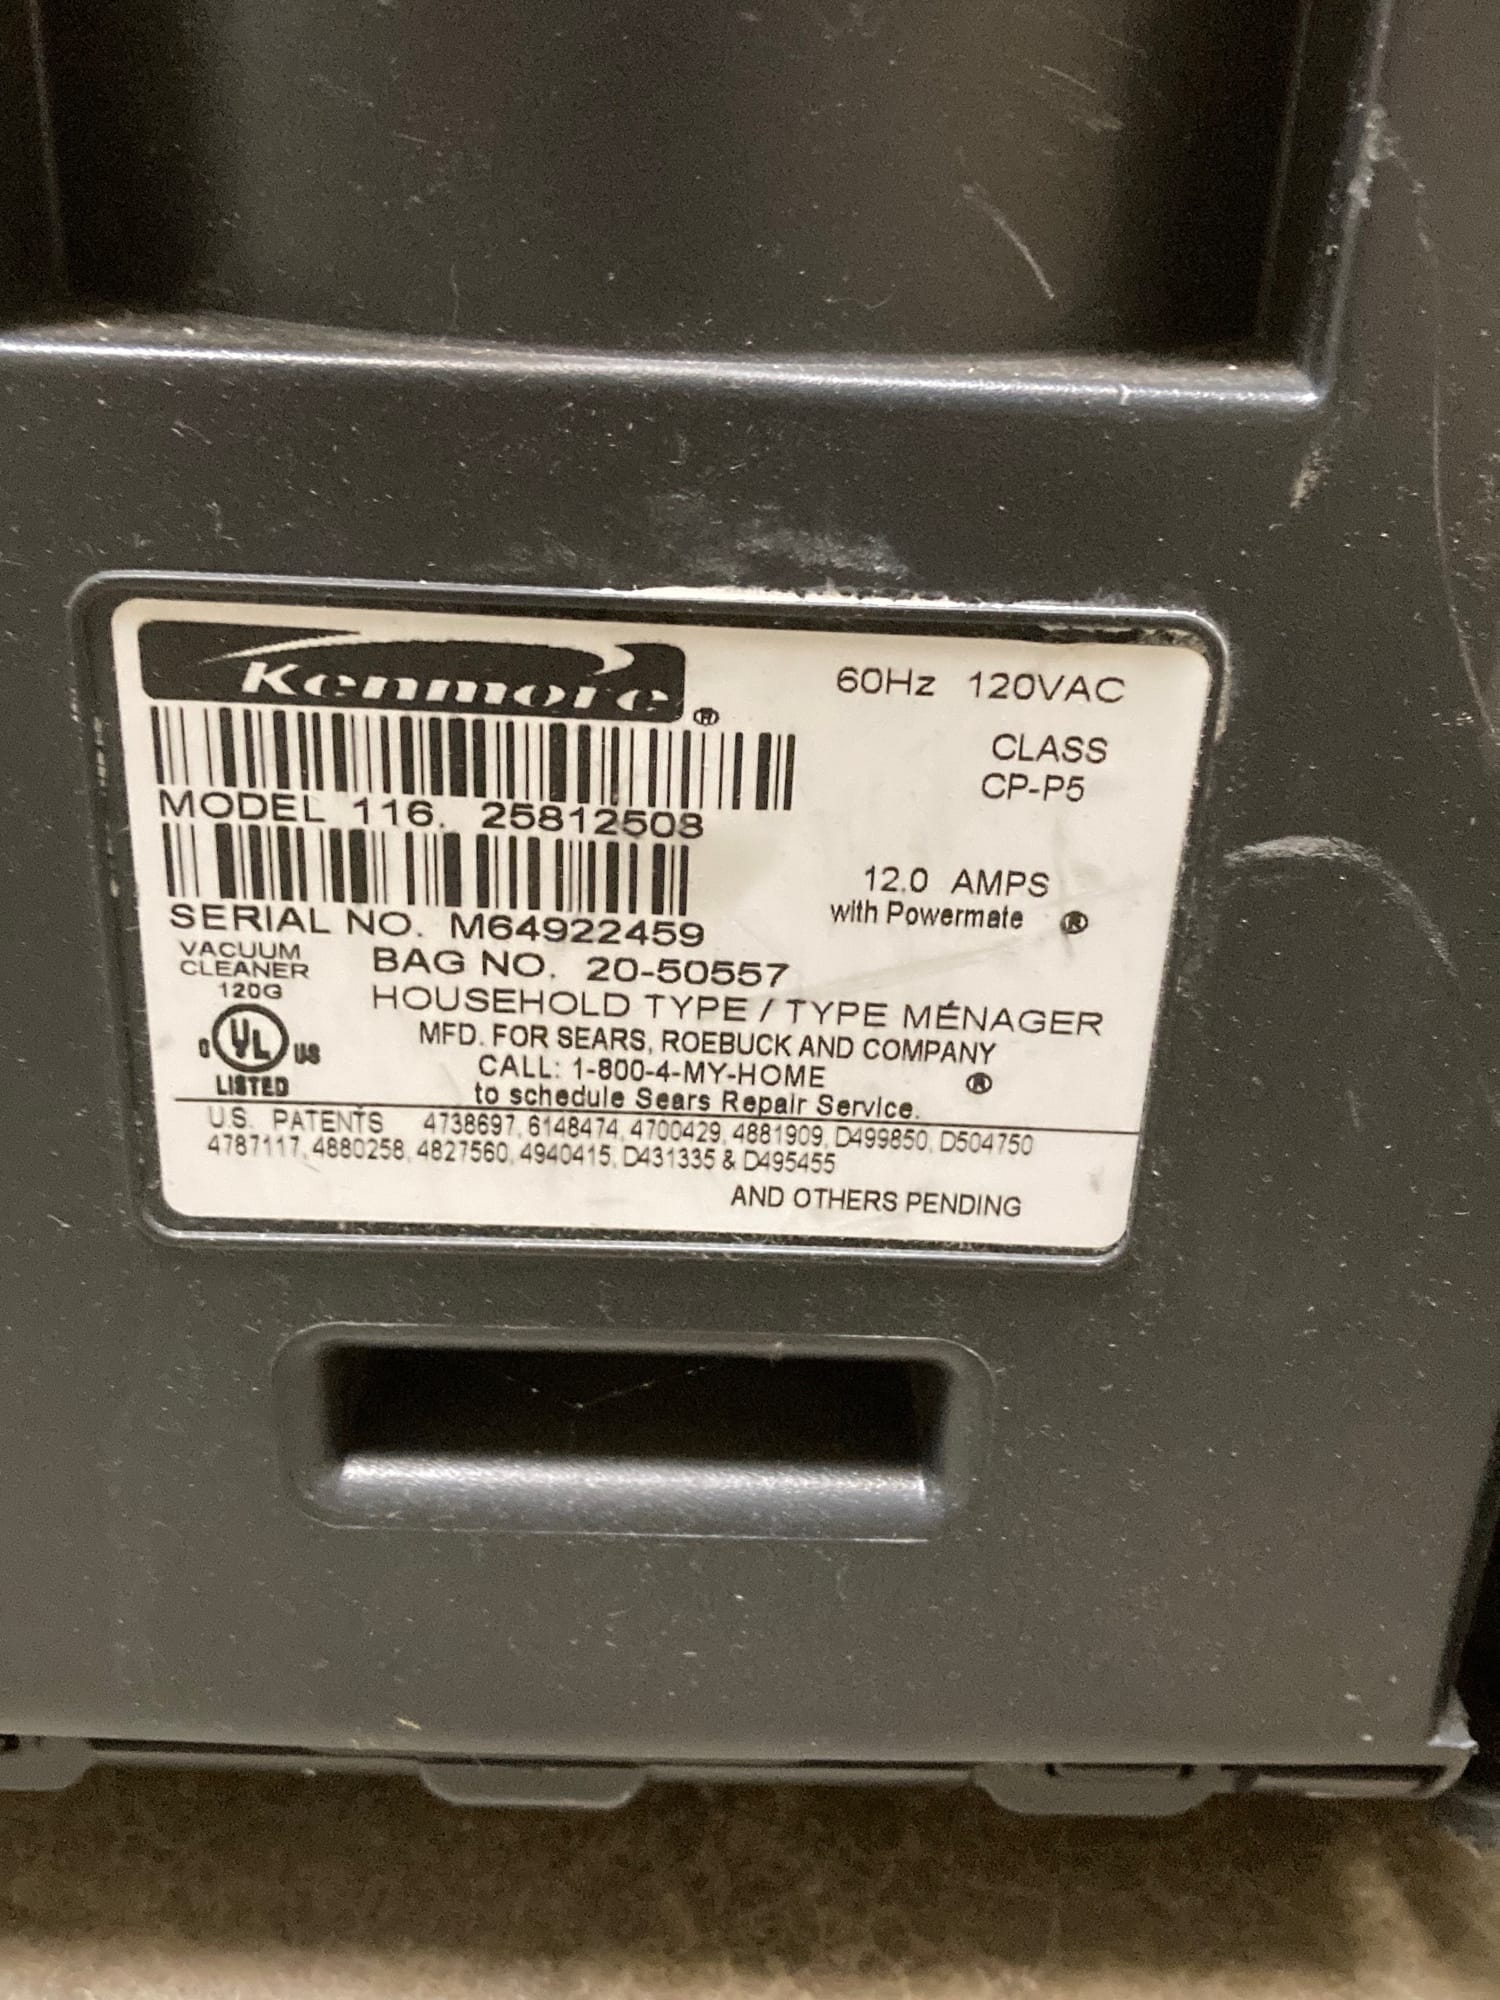 Kenmore ®
60Hz 120VAC
CLASS
CP-P5
MODEL 116. 25812508
12.0 AMPS
with Powermate ®
SERIAL NO. M64922459
VACUUM
CLEANER
120G
BAG NO. 20-50557
HOUSEHOLD TYPE / TYPE MÉNAGER
MFD. FOR SEARS, ROEBUCK AND COMPANY
CALL: 1-800-4-MY-HOME ®
to schedule Sears Repair Service.
C UL US
LISTED
U.S. PATENTS 4738697, 6148474, 4700429, 4881909, D499850, D504750
4787117, 4880258, 4827560, 4940415, D431335 & D495455
AND OTHERS PENDING